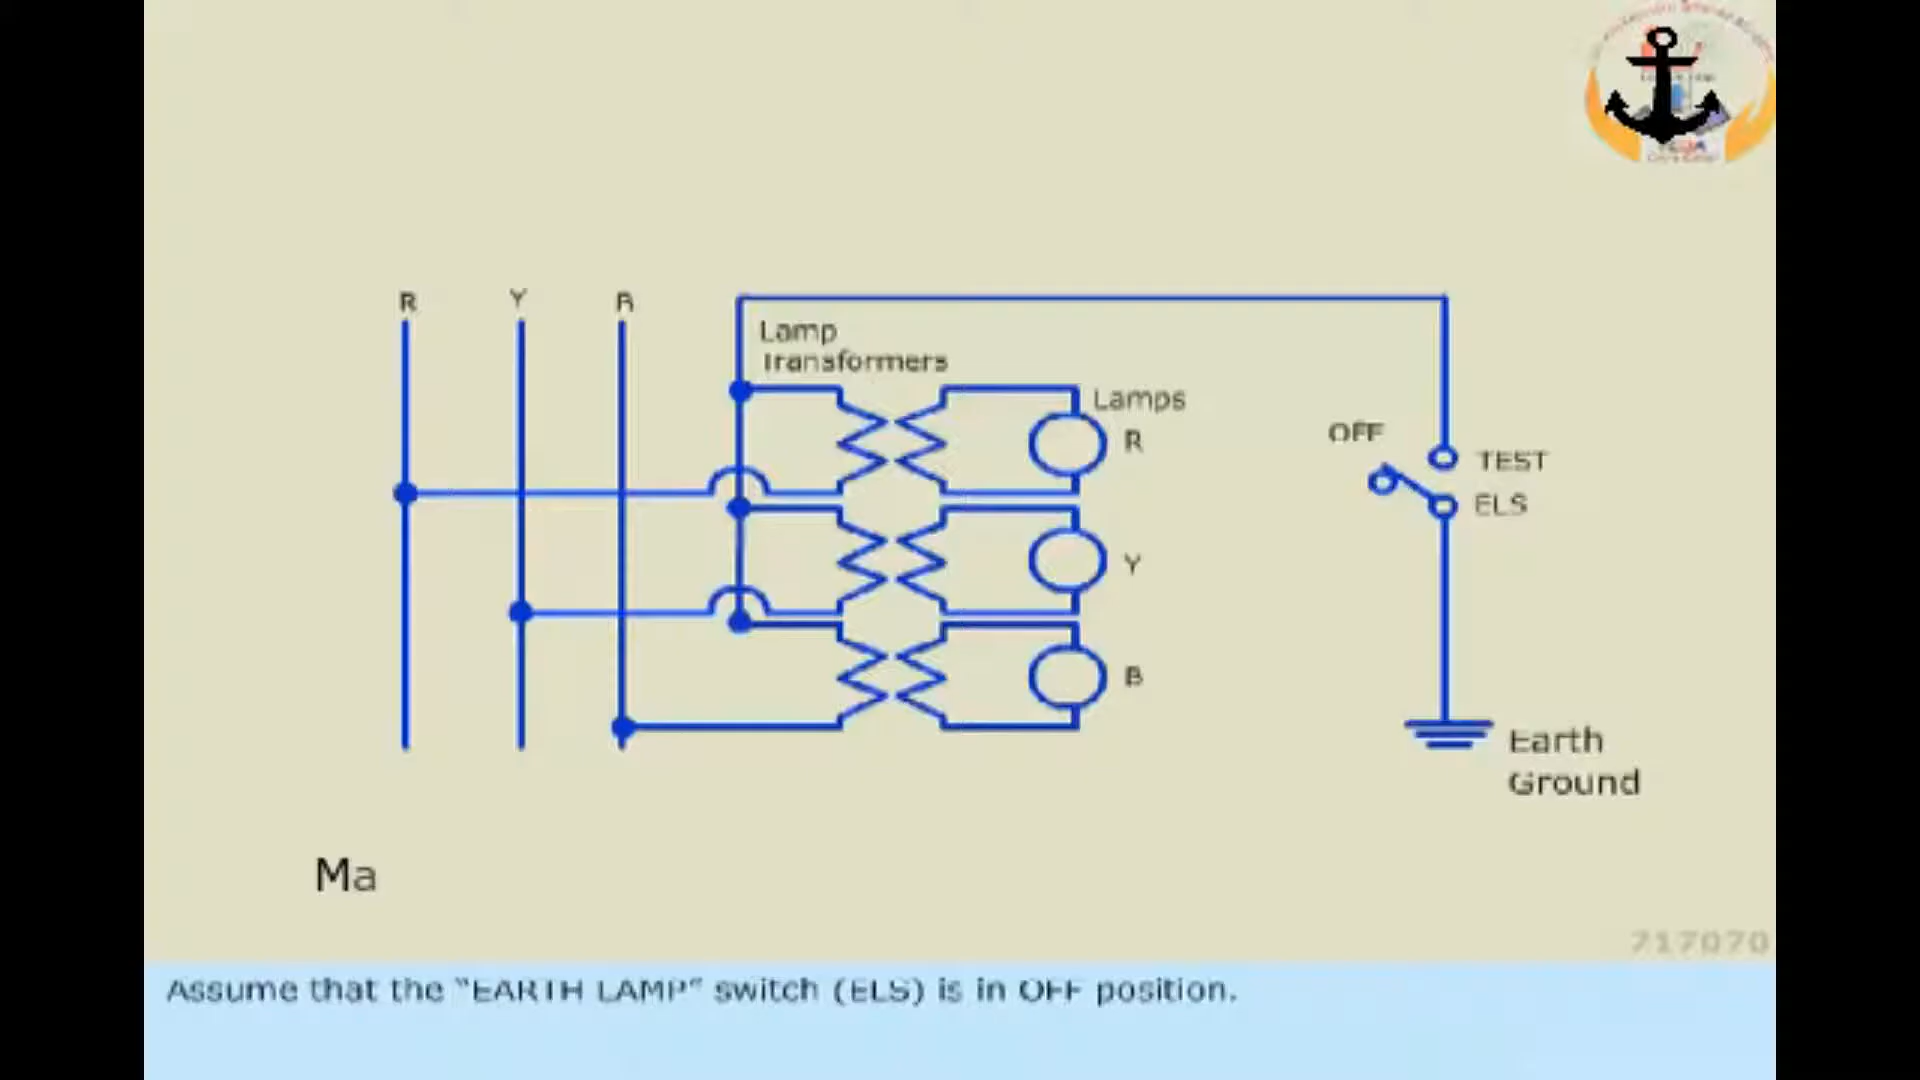 R Y B
Lamp
Transformers
Lamps
R
OFF
TEST
ELS
Y
B
Earth
Ground
Ma
717070
Assume that the "EARTH LAMP" switch (ELS) is in OFF position.